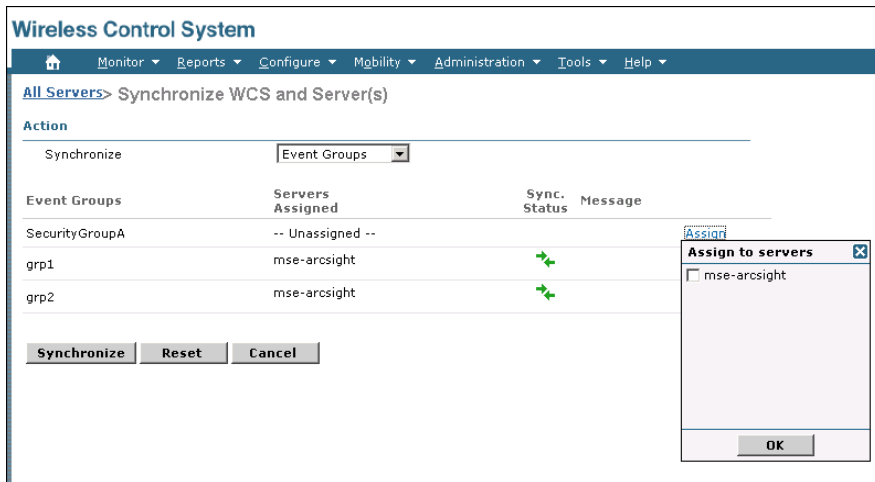 Wireless Control System
Monitor Reports Configure Mobility Administration Tools Help
All Servers> Synchronize WCS and Server(s)
Action
Synchronize Event Groups
Event Groups Servers Assigned Sync. Status Message
SecurityGroupA -- Unassigned -- Assign
grp1 mse-arcsight
grp2 mse-arcsight
Assign to servers
mse-arcsight
OK
Synchronize Reset Cancel